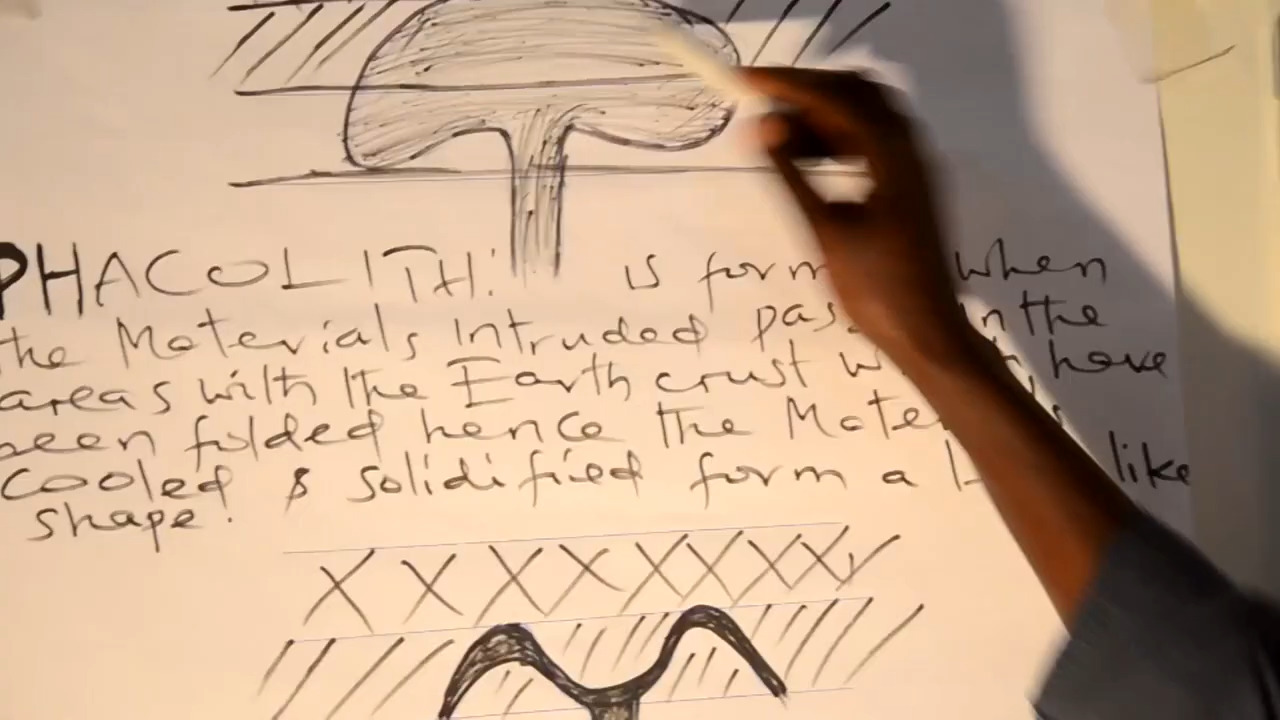 PHACOLITH: is form when
the Materials intruded pas in the
areas with the Earth crust have
been folded hence the Mate
cooled & solidified form a like
shape.